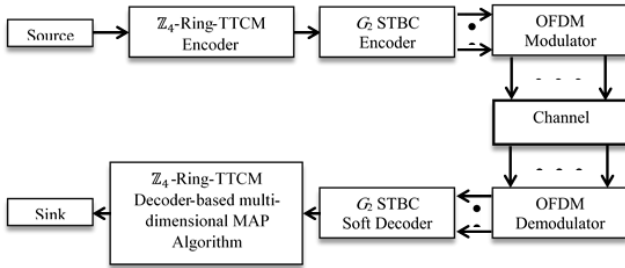 Source
ℤ4-Ring-TTCM
Encoder
G2 STBC
Encoder
OFDM
Modulator
Channel
OFDM
Demodulator
G2 STBC
Soft Decoder
ℤ4-Ring-TTCM
Decoder-based multi-
dimensional MAP
Algorithm
Sink